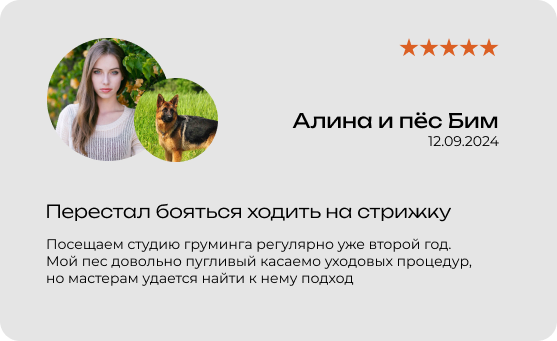 Алина и пёс Бим
12.09.2024
Перестал бояться ходить на стрижку
Посещаем студию груминга регулярно уже второй год.
Мой пес довольно пугливый касаемо уходовых процедур,
но мастерам удается найти к нему подход